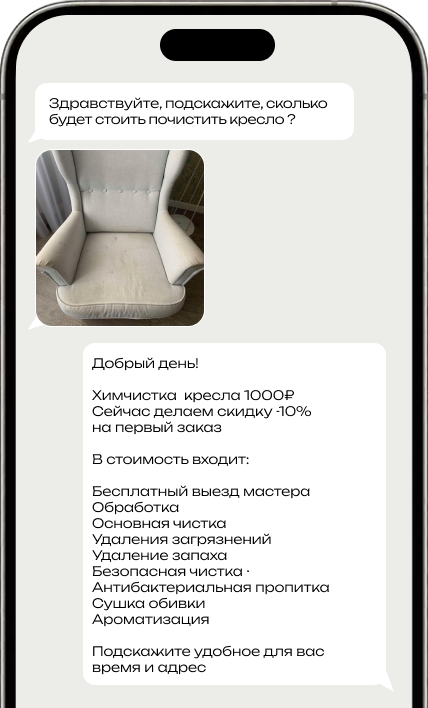 Здравствуйте, подскажите, сколько
будет стоить почистить кресло ?
Добрый день!
Химчистка  кресла 1000₽
Сейчас делаем скидку -10%
на первый заказ
В стоимость входит:
Бесплатный выезд мастера
Обработка
Основная чистка
Удаления загрязнений
Удаление запаха
Безопасная чистка ·
Антибактериальная пропитка
Сушка обивки
Ароматизация
Подскажите удобное для вас
время и адрес